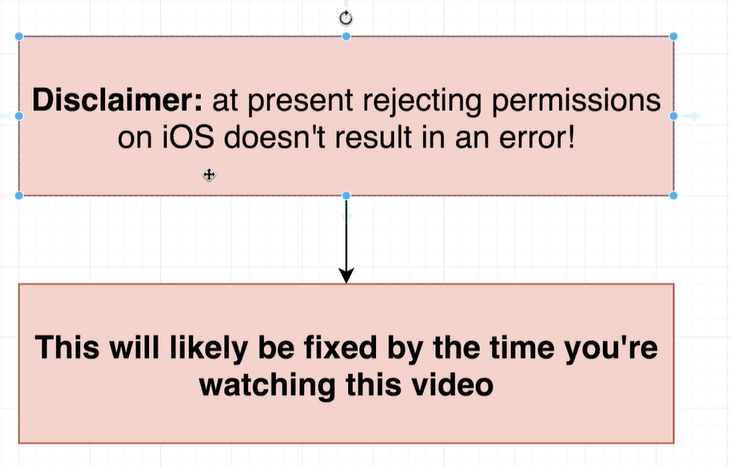 Disclaimer: at present rejecting permissions
on iOS doesn't result in an error!
This will likely be fixed by the time you're
watching this video